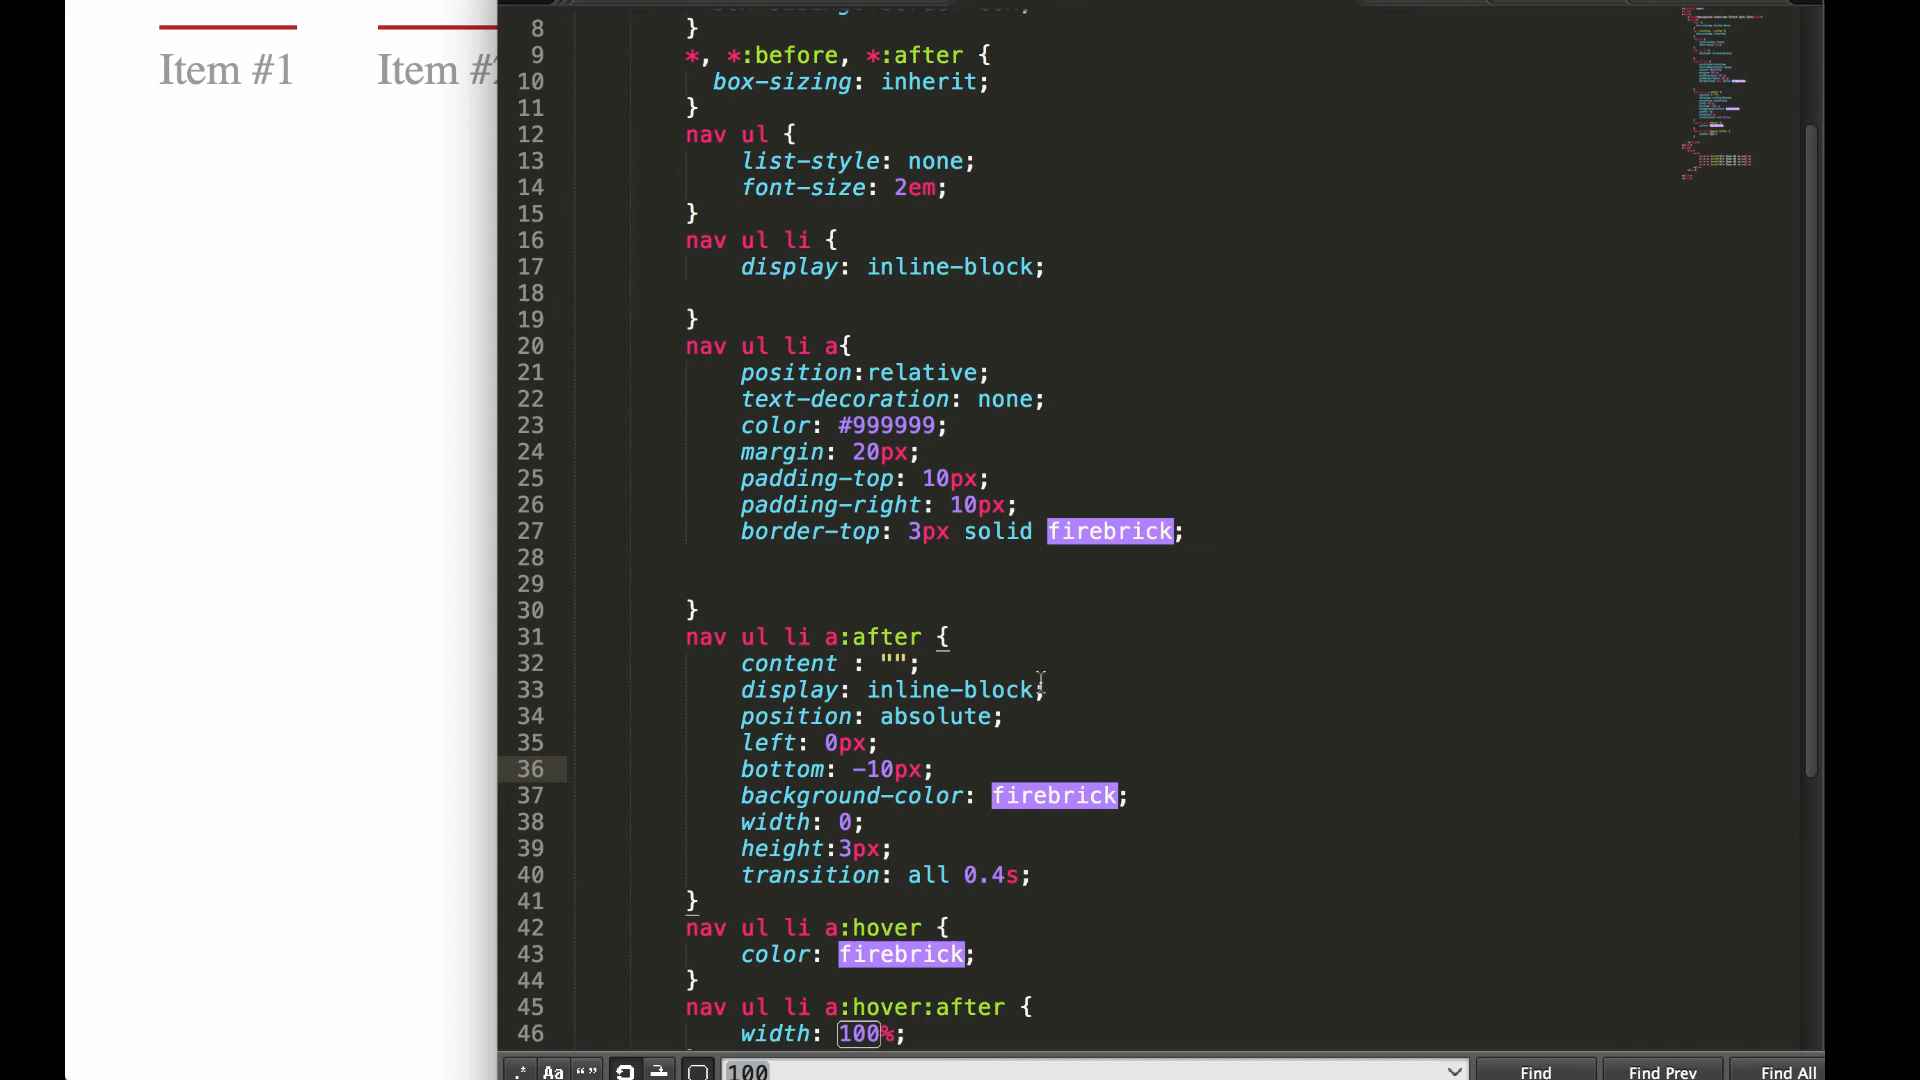 Item #1 Item #2
8 }
9 *, *:before, *:after {
10 box-sizing: inherit;
11 }
12 nav ul {
13 list-style: none;
14 font-size: 2em;
15 }
16 nav ul li {
17 display: inline-block;
18
19 }
20 nav ul li a{
21 position:relative;
22 text-decoration: none;
23 color: #999999;
24 margin: 20px;
25 padding-top: 10px;
26 padding-right: 10px;
27 border-top: 3px solid firebrick;
28
29
30 }
31 nav ul li a:after {
32 content : "";
33 display: inline-block;
34 position: absolute;
35 left: 0px;
36 bottom: -10px;
37 background-color: firebrick;
38 width: 0;
39 height:3px;
40 transition: all 0.4s;
41 }
42 nav ul li a:hover {
43 color: firebrick;
44 }
45 nav ul li a:hover:after {
46 width: 100%;
.* Aa “” 100 Find Find Prev Find All